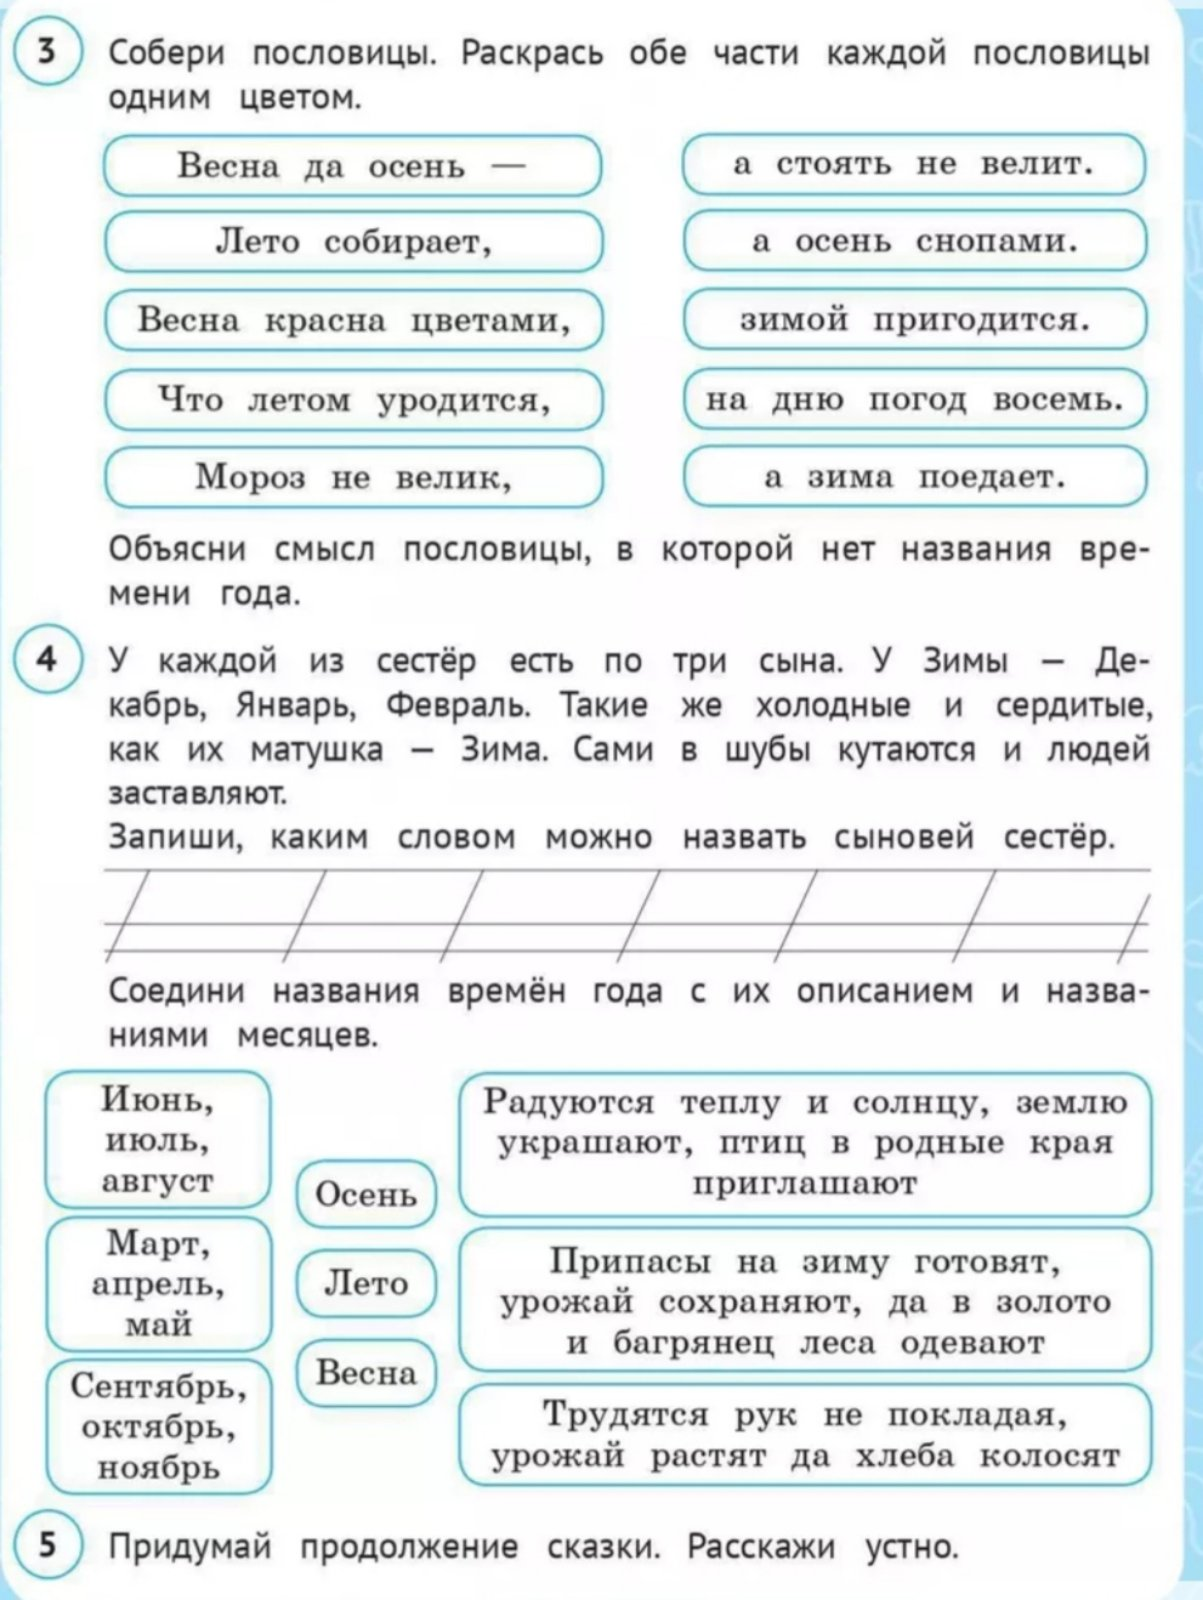 3 Собери пословицы. Раскрась обе части каждой пословицы
одним цветом.
Весна да осень — а стоять не велит.
Лето собирает, а осень снопами.
Весна красна цветами, зимой пригодится.
Что летом уродится, на дню погод восемь.
Мороз не велик, а зима поедает.
Объясни смысл пословицы, в которой нет названия вре-
мени года.
4 У каждой из сестёр есть по три сына. У Зимы — Де-
кабрь, Январь, Февраль. Такие же холодные и сердитые,
как их матушка — Зима. Сами в шубы кутаются и людей
заставляют.
Запиши, каким словом можно назвать сыновей сестёр.
Соедини названия времён года с их описанием и назва-
ниями месяцев.
Июнь,
июль,
август
Март,
апрель,
май
Сентябрь,
октябрь,
ноябрь
Осень
Лето
Весна
Радуются теплу и солнцу, землю
украшают, птиц в родные края
приглашают
Припасы на зиму готовят,
урожай сохраняют, да в золото
и багрянец леса одевают
Трудятся рук не покладая,
урожай растят да хлеба колосят
5 Придумай продолжение сказки. Расскажи устно.